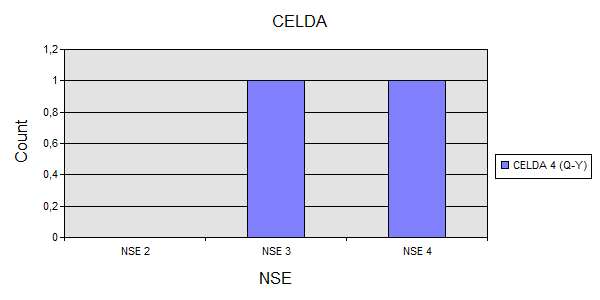 CELDA
1,2
1
0,8
0,6
0,4
0,2
0
Count
NSE 2
NSE 3
NSE 4
NSE
CELDA 4 (Q-Y)